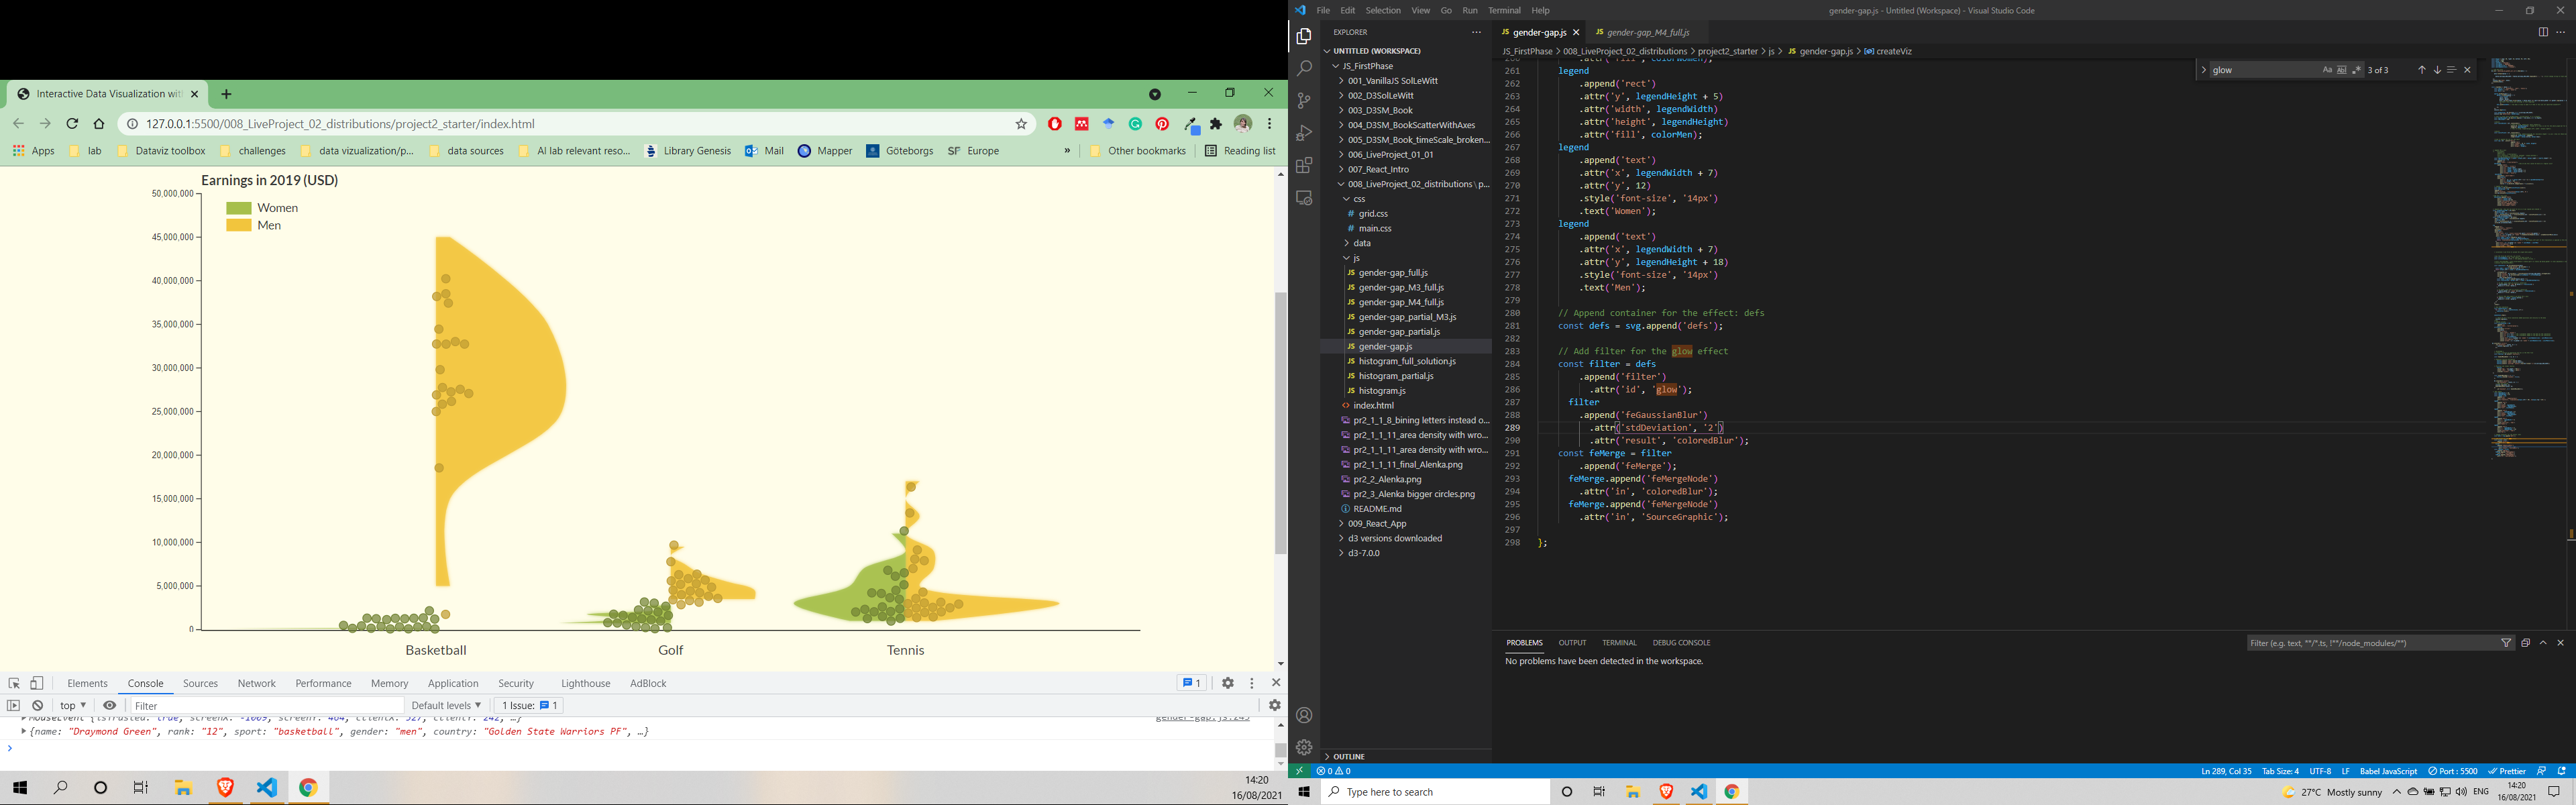 Interactive Data Visualization wit
127.0.0.1:5500/008_LiveProject_02_distributions/project2_starter/index.html
Apps lab Dataviz toolbox challenges data vizualization/p... data sources AI lab relevant reso... Library Genesis Mail Mapper Göteborgs SF Europe » Other bookmarks Reading list
Earnings in 2019 (USD)
50,000,000
Women
Men
45,000,000
40,000,000
35,000,000
30,000,000
25,000,000
20,000,000
15,000,000
10,000,000
5,000,000
0
Basketball Golf Tennis
Elements Console Sources Network Performance Memory Application Security Lighthouse AdBlock 1
top Filter Default levels 1 Issue: 1
{name: "Draymond Green", rank: "12", sport: "basketball", gender: "men", country: "Golden State Warriors PF", …}
14:20
16/08/2021
File Edit Selection View Go Run Terminal Help
gender-gap.js - Untitled (Workspace) - Visual Studio Code
EXPLORER
UNTITLED (WORKSPACE)
JS_FirstPhase
001_VanillaJS SolLeWitt
002_D3SolLeWitt
003_D3SM_Book
004_D3SM_BookScatterWithAxes
005_D3SM_Book_timeScale_broken...
006_LiveProject_01_01
007_React_Intro
008_LiveProject_02_distributions \ p...
css
# grid.css
# main.css
data
js
JS gender-gap_full.js
JS gender-gap_M3_full.js
JS gender-gap_M4_full.js
JS gender-gap_partial_M3.js
JS gender-gap_partial.js
JS gender-gap.js
JS histogram_full_solution.js
JS histogram_partial.js
JS histogram.js
<> index.html
pr2_1_1_8_bining letters instead o...
pr2_1_1_11_area density with wro...
pr2_1_1_11_area density with wro...
pr2_1_1_11_final_Alenka.png
pr2_2_Alenka.png
pr2_3_Alenka bigger circles.png
README.md
009_React_App
d3 versions downloaded
d3-7.0.0
OUTLINE
JS gender-gap.js
JS gender-gap_M4_full.js
JS_FirstPhase > 008_LiveProject_02_distributions > project2_starter > js > JS gender-gap.js > createViz
glow Aa Ab .* 3 of 3
261 legend
262 .append('rect')
263 .attr('y', legendHeight + 5)
264 .attr('width', legendWidth)
265 .attr('height', legendHeight)
266 .attr('fill', colorMen);
267 legend
268 .append('text')
269 .attr('x', legendWidth + 7)
270 .attr('y', 12)
271 .style('font-size', '14px')
272 .text('Women');
273 legend
274 .append('text')
275 .attr('x', legendWidth + 7)
276 .attr('y', legendHeight + 18)
277 .style('font-size', '14px')
278 .text('Men');
279
280 // Append container for the effect: defs
281 const defs = svg.append('defs');
282
283 // Add filter for the glow effect
284 const filter = defs
285 .append('filter')
286 .attr('id', 'glow');
287 filter
288 .append('feGaussianBlur')
289 .attr('stdDeviation', '2')
290 .attr('result', 'coloredBlur');
291 const feMerge = filter
292 .append('feMerge');
293 feMerge.append('feMergeNode')
294 .attr('in', 'coloredBlur');
295 feMerge.append('feMergeNode')
296 .attr('in', 'SourceGraphic');
297
298 };
PROBLEMS OUTPUT TERMINAL DEBUG CONSOLE
Filter (e.g. text, **/*.ts, !**/node_modules/**)
No problems have been detected in the workspace.
0 0
Ln 289, Col 35 Tab Size: 4 UTF-8 LF Babel JavaScript Port : 5500 Prettier
Type here to search
27°C Mostly sunny ENG
14:20
16/08/2021